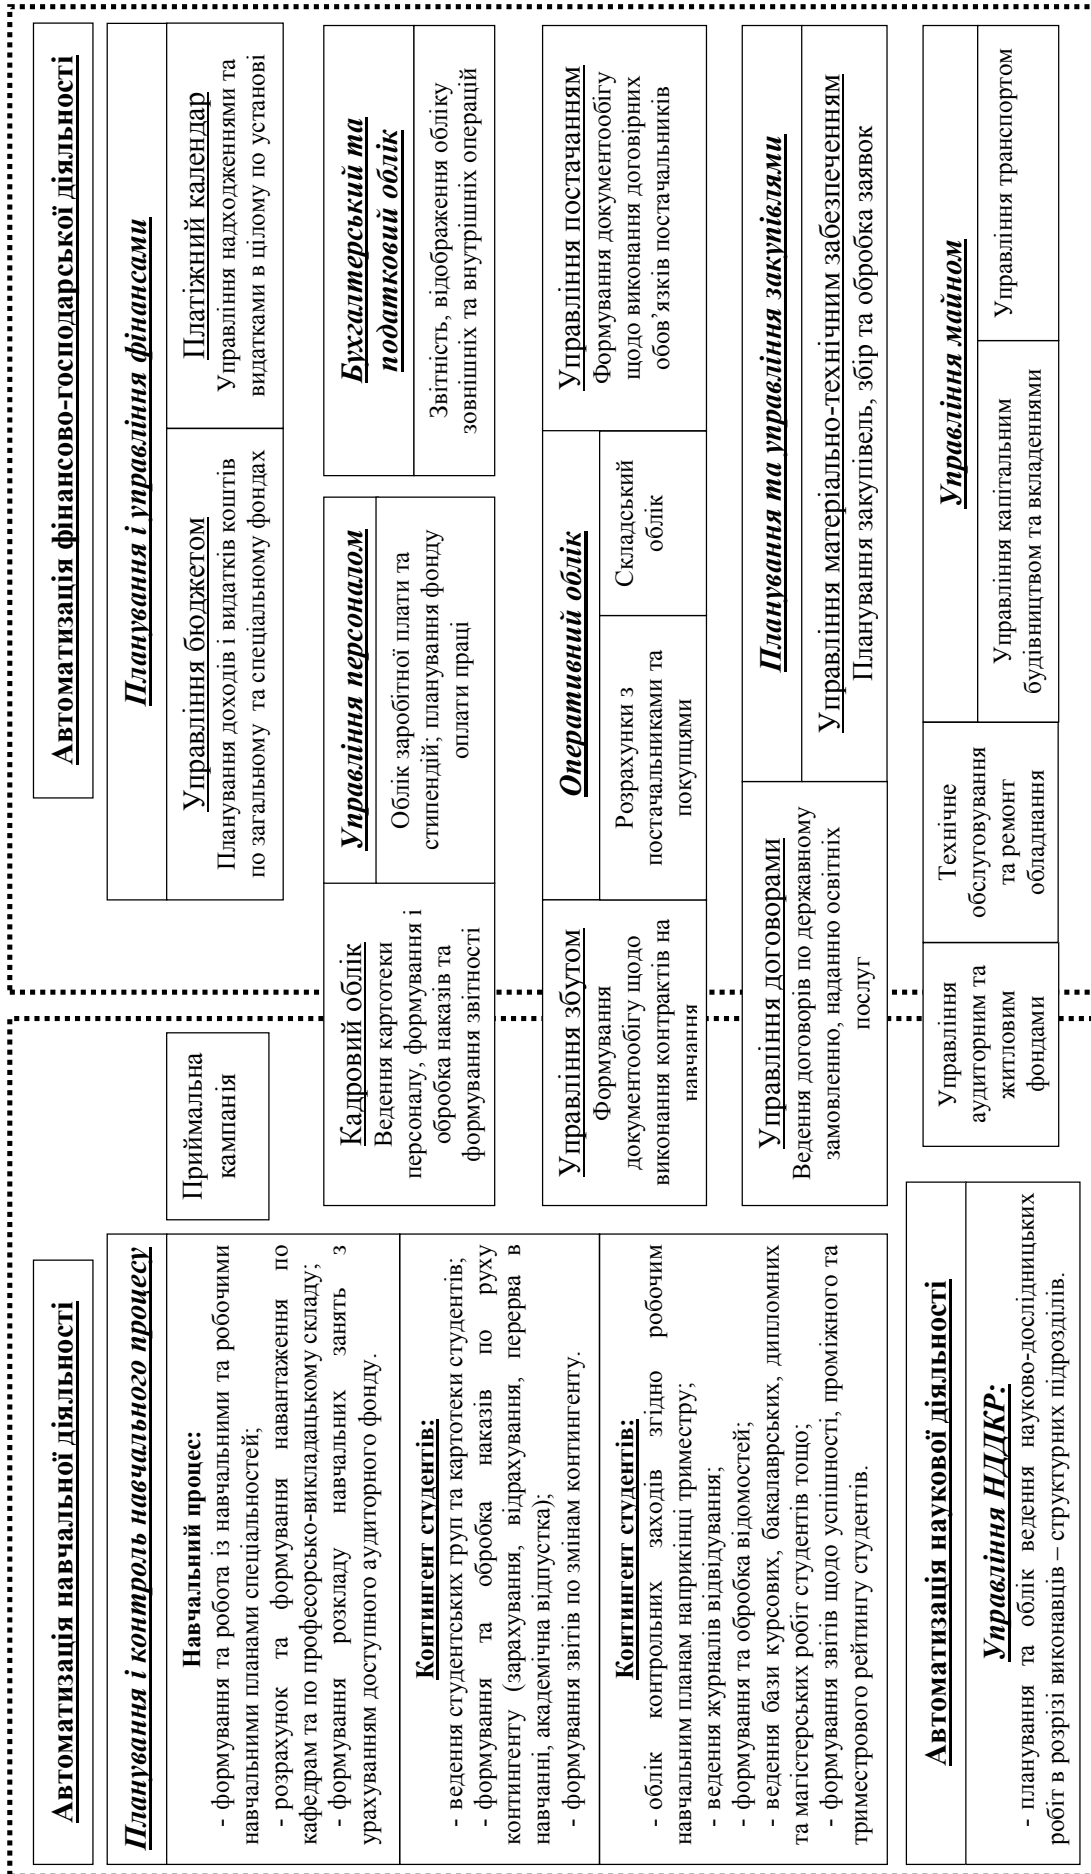 Автоматизація навчальної діяльності
Планування і контроль навчального процесу
Навчальний процес:
- формування та робота із навчальними та робочими
навчальними планами спеціальностей;
- розрахунок та формування навантаження по
кафедрам та по професорсько-викладацькому складу;
- формування розкладу навчальних занять з
урахуванням доступного аудиторного фонду.
Контингент студентів:
- ведення студентських груп та картотеки студентів;
- формування та обробка наказів по руху
контингенту (зарахування, відрахування, перерва в
навчанні, академічна відпустка);
- формування звітів по змінам контингенту.
Контингент студентів:
- облік контрольних заходів згідно робочим
навчальним планам наприкінці триместру;
- ведення журналів відвідування;
- формування та обробка відомостей;
- ведення бази курсових, бакалаврських, дипломних
та магістерських робіт студентів тощо;
- формування звітів щодо успішності, проміжного та
триместрового рейтингу студентів.
Автоматизація наукової діяльності
Управління НДДКР:
- планування та облік ведення науково-дослідницьких
робіт в розрізі виконавців – структурних підрозділів.
Приймальна
кампанія
Кадровий облік
Ведення картотеки
персоналу, формування і
обробка наказів та
формування звітності
Управління збутом
Формування
документообігу щодо
виконання контрактів на
навчання
Управління договорами
Ведення договорів по державному
замовленню, наданню освітніх
послуг
Управління
аудиторним та
житловим
фондами
Автоматизація фінансово-господарської діяльності
Планування і управління фінансами
Управління бюджетом
Планування доходів і видатків коштів
по загальному та спеціальному фондах
Платіжний календар
Управління надходженнями та
видатками в цілому по установі
Управління персоналом
Облік заробітної плати та
стипендій; планування фонду
оплати праці
Бухгалтерський та
податковий облік
Звітність, відображення обліку
зовнішніх та внутрішніх операцій
Оперативний облік
Розрахунки з
постачальниками та
покупцями
Складський
облік
Управління постачанням
Формування документообігу
щодо виконання договірних
обов’язків постачальників
Планування та управління закупівлями
Управління матеріально-технічним забезпеченням
Планування закупівель, збір та обробка заявок
Технічне
обслуговування
та ремонт
обладнання
Управління майном
Управління капітальним
будівництвом та вкладеннями
Управління транспортом